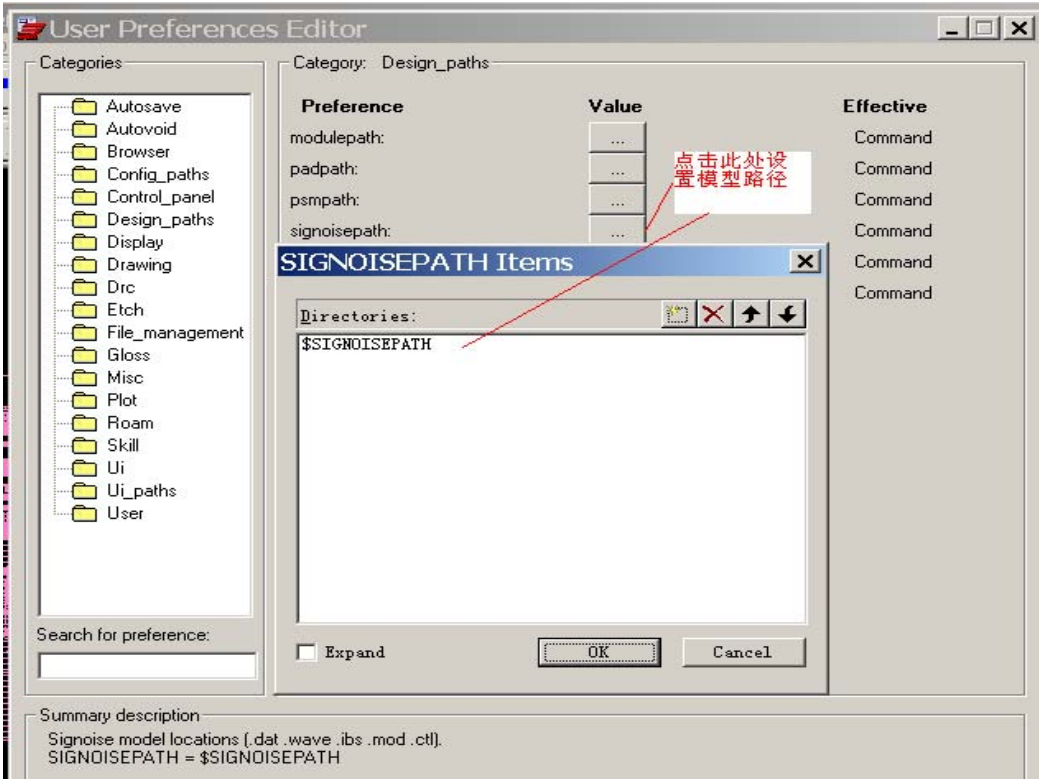 User Preferences Editor
Categories
Category: Design_paths
Autosave
Autovoid
Browser
Config_paths
Control_panel
Design_paths
Display
Drawing
Drc
Etch
File_management
Gloss
Misc
Plot
Roam
Skill
Ui
Ui_paths
User
Search for preference:
Preference Value Effective
modulepath: ... Command
padpath: ... Command
psmpath: ... Command
signoisepath: ... Command
Command
Command
点击此处设
置模型路径
SIGNOISEPATH Items
Directories:
$SIGNOISEPATH
Expand
OK
Cancel
Summary description
Signoise model locations (.dat .wave .ibs .mod .ctl).
SIGNOISEPATH = $SIGNOISEPATH